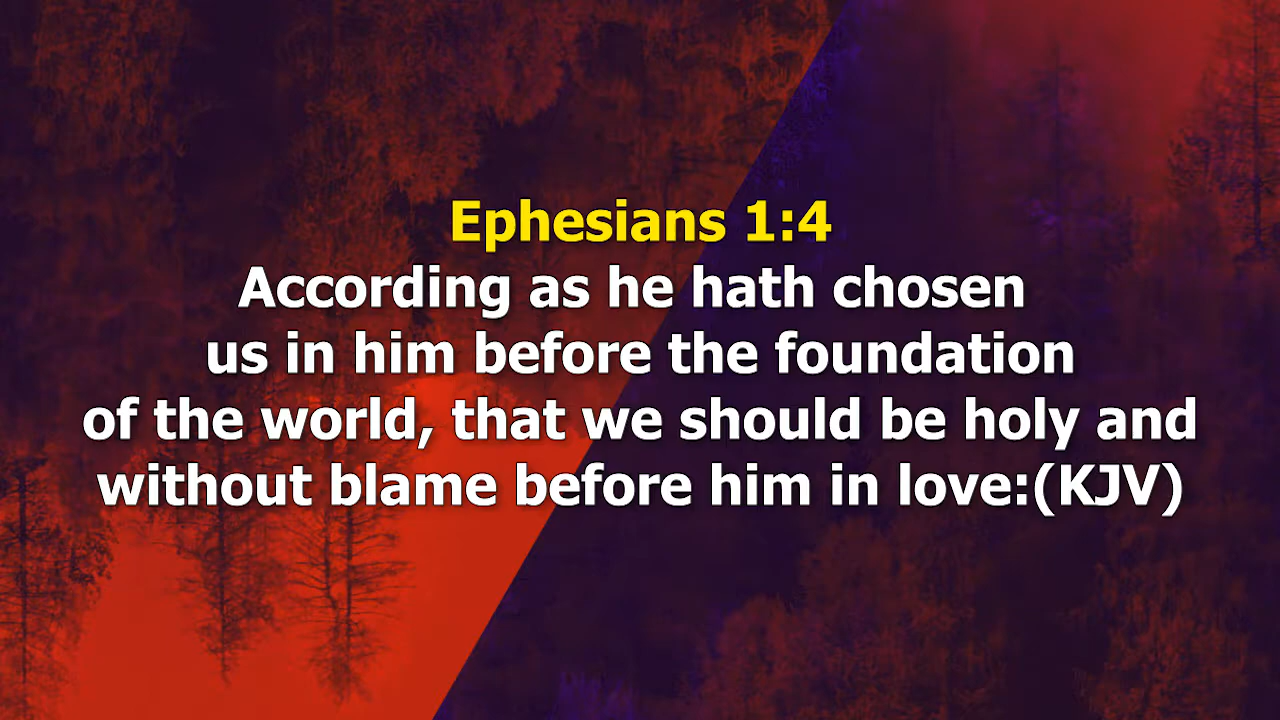 Ephesians 1:4
According as he hath chosen
us in him before the foundation
of the world, that we should be holy and
without blame before him in love:(KJV)